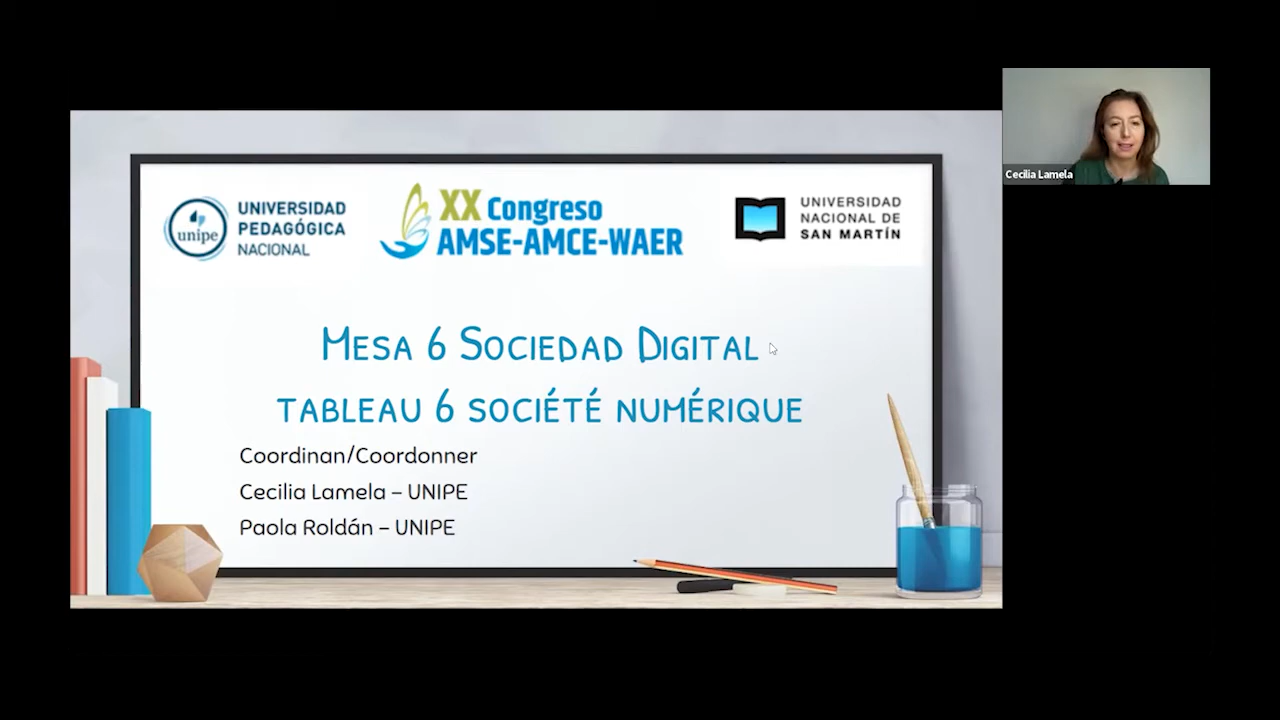 unipe
UNIVERSIDAD
PEDAGÓGICA
NACIONAL
XX Congreso
AMSE-AMCE-WAER
UNIVERSIDAD
NACIONAL DE
SAN MARTÍN
Mesa 6 Sociedad Digital
tableau 6 société numérique
Coordinan/Coordonner
Cecilia Lamela – UNIPE
Paola Roldán – UNIPE
Cecilia Lamela